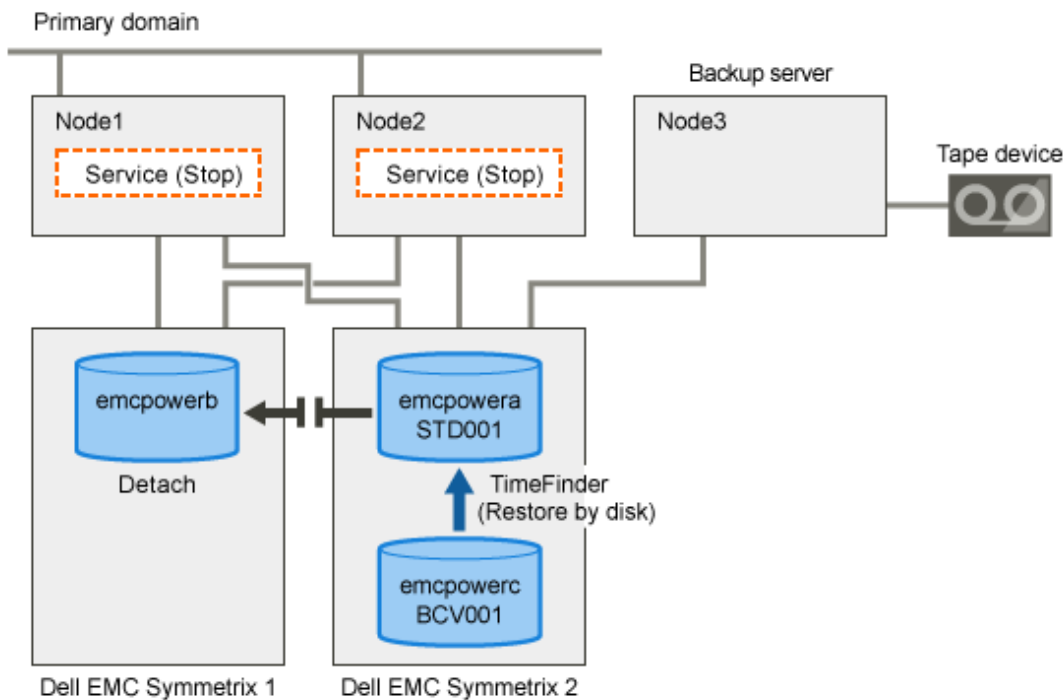 Primary domain
Backup server
Node1
Node2
Node3
Service (Stop)
Service (Stop)
Tape device
emcpowerb
Detach
emcpowera
STD001
TimeFinder
(Restore by disk)
emcpowerc
BCV001
Dell EMC Symmetrix 1
Dell EMC Symmetrix 2